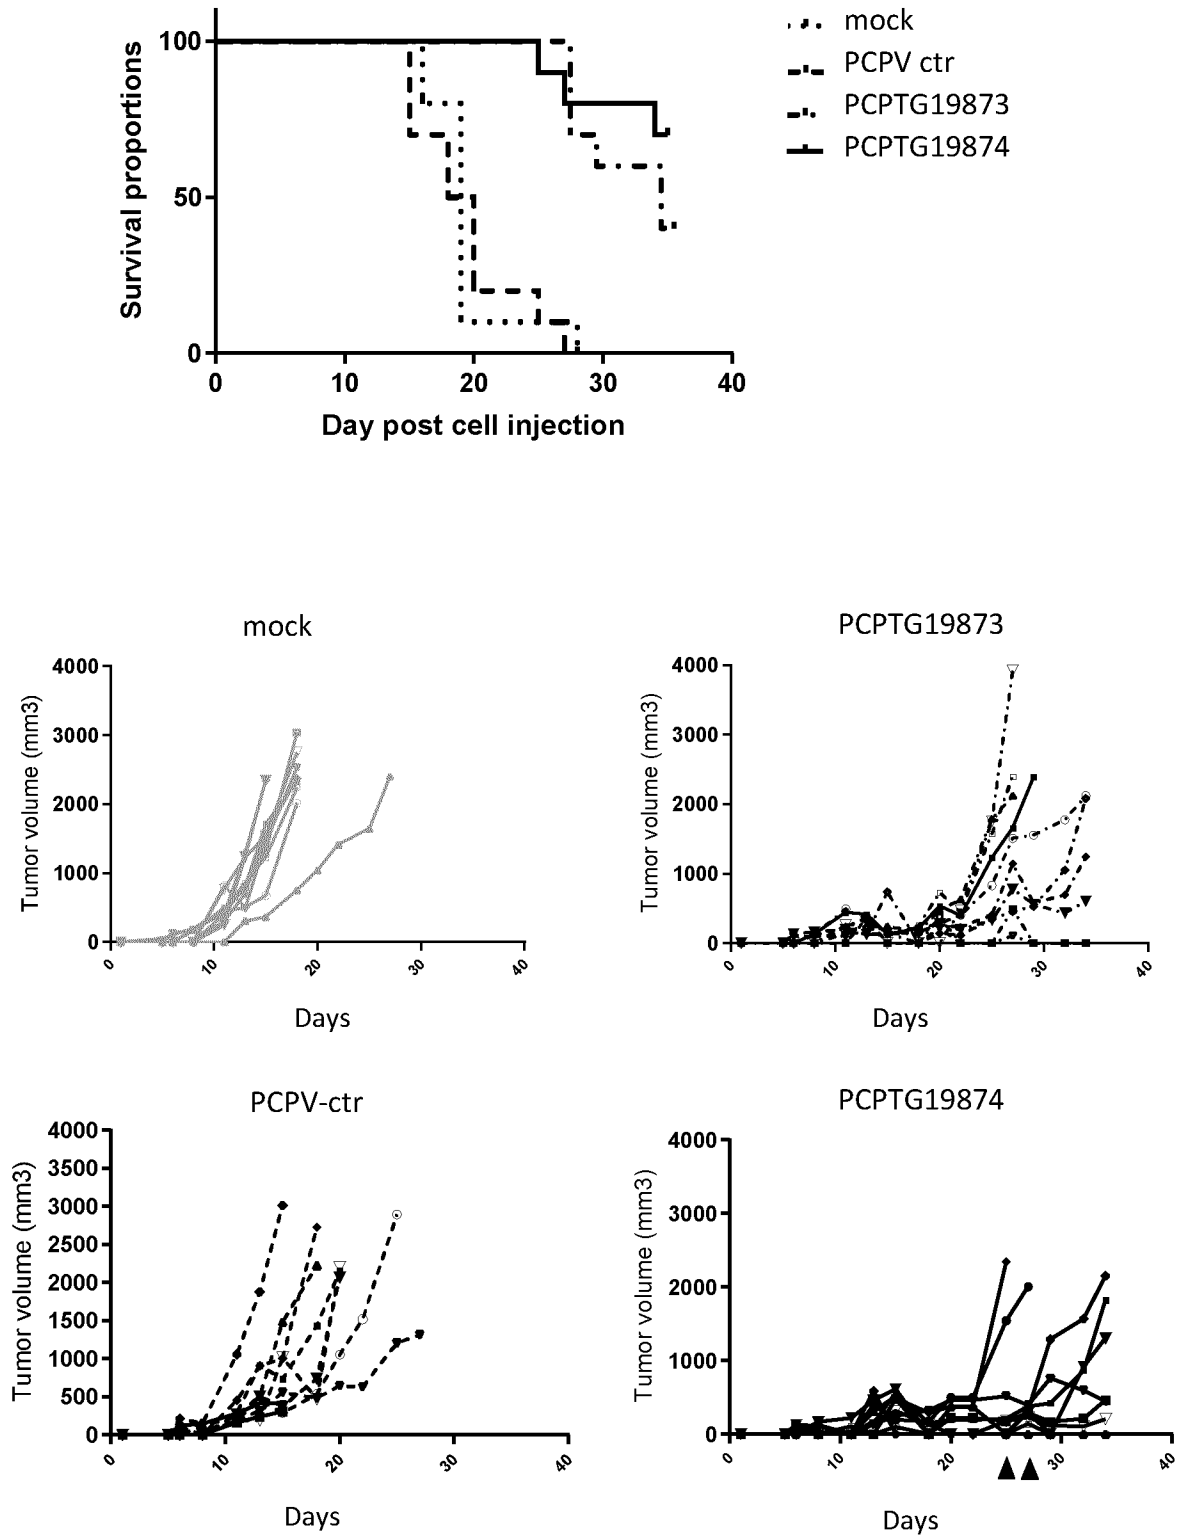 mock
PCPV ctr
PCPTG19873
PCPTG19874
Survival proportions
100
50
0
0 10 20 30 40
Day post cell injection
mock
Tumor volume (mm3)
4000
3000
2000
1000
0
0 10 20 30 40
Days
PCPTG19873
Tumor volume (mm3)
4000
3000
2000
1000
0
0 10 20 30 40
Days
PCPV-ctr
Tumor volume (mm3)
4000
3500
3000
2500
2000
1500
1000
500
0
0 10 20 30 40
Days
PCPTG19874
Tumor volume (mm3)
4000
3000
2000
1000
0
0 10 20 30 40
Days